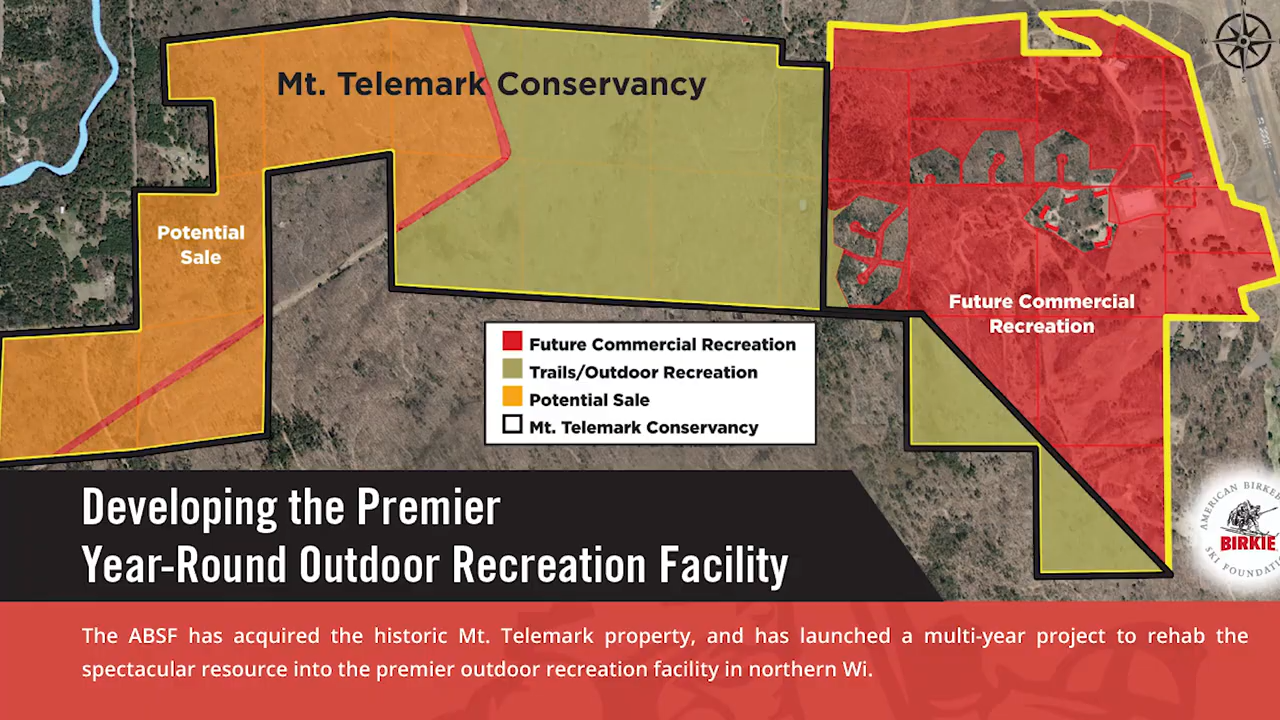 N
W
S
Mt. Telemark Conservancy
Potential
Sale
Future Commercial
Recreation
Future Commercial Recreation
Trails/Outdoor Recreation
Potential Sale
Mt. Telemark Conservancy
AMERICAN
BIRKIE
SKI
Developing the Premier
Year-Round Outdoor Recreation Facility
The ABSF has acquired the historic Mt. Telemark property, and has launched a multi-year project to rehab the
spectacular resource into the premier outdoor recreation facility in northern Wi.